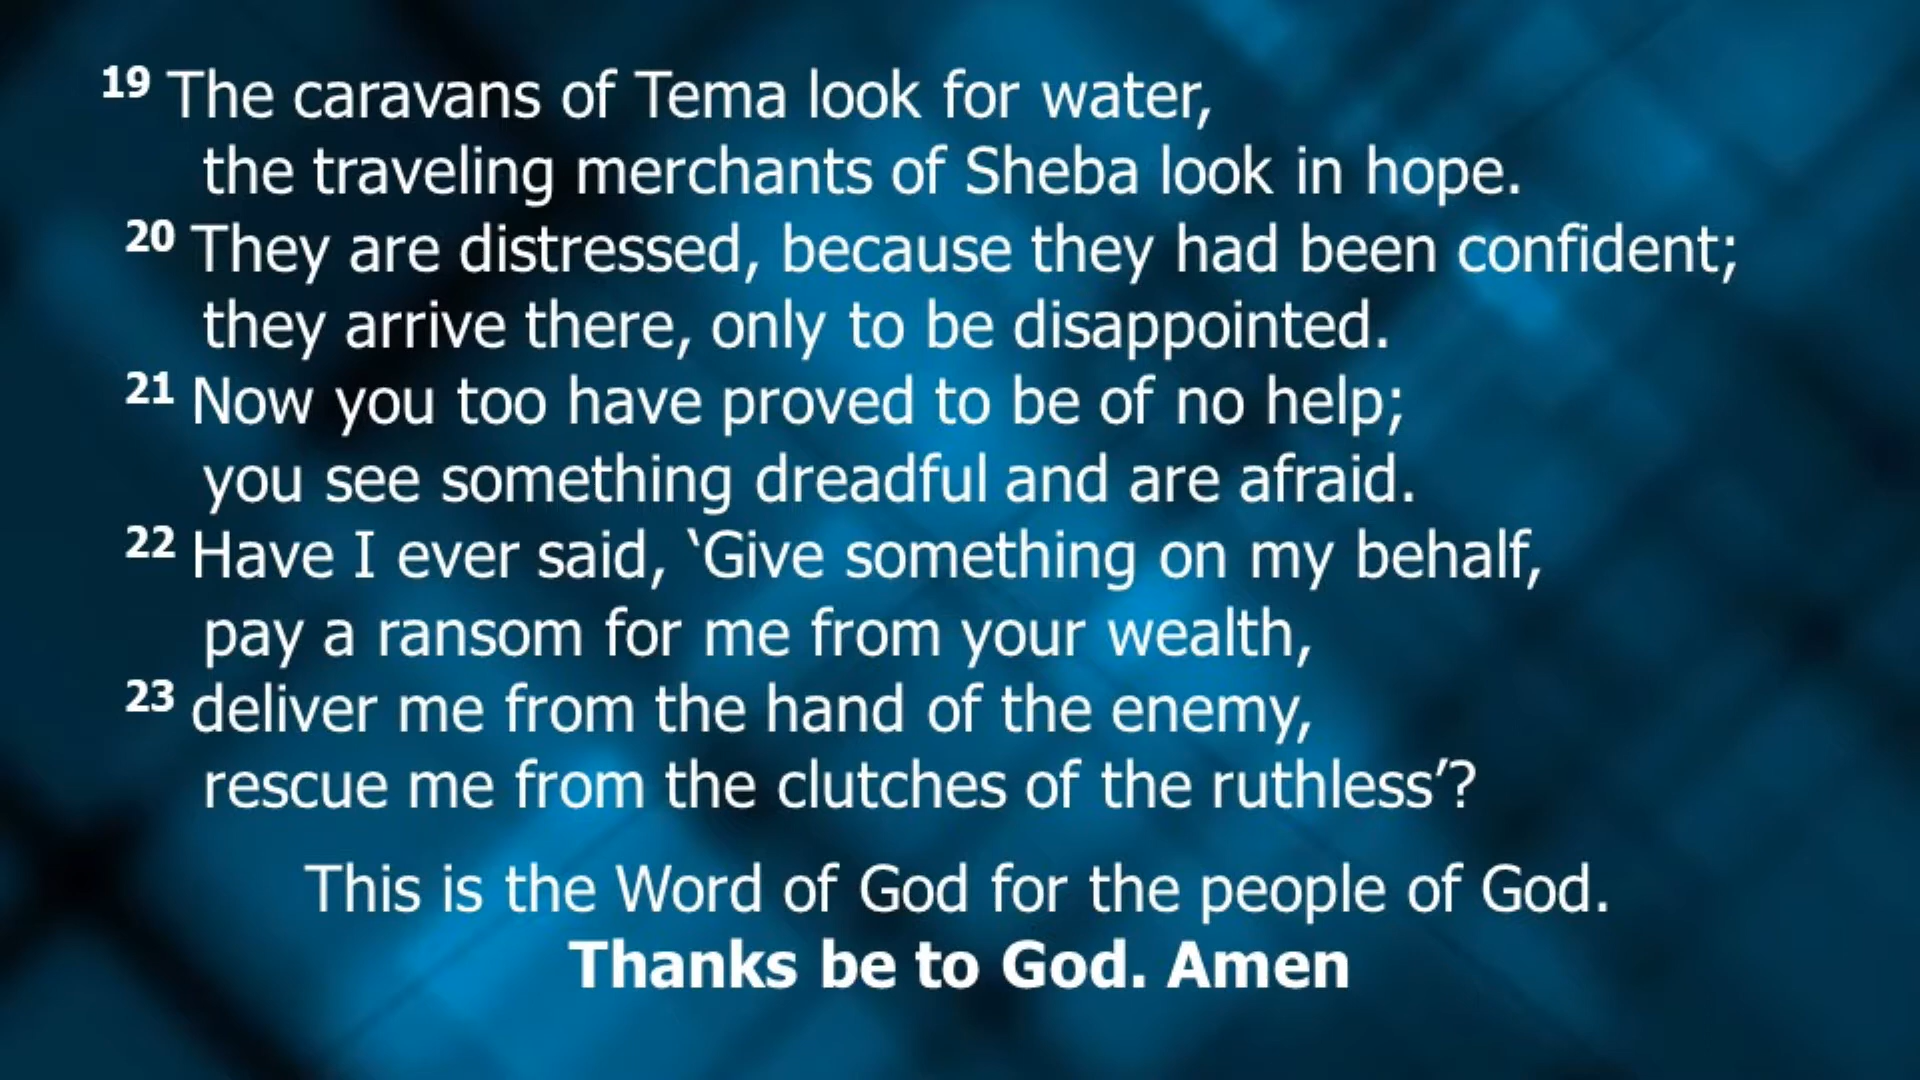 19 The caravans of Tema look for water,
the traveling merchants of Sheba look in hope.
20 They are distressed, because they had been confident;
they arrive there, only to be disappointed.
21 Now you too have proved to be of no help;
you see something dreadful and are afraid.
22 Have I ever said, ‘Give something on my behalf,
pay a ransom for me from your wealth,
23 deliver me from the hand of the enemy,
rescue me from the clutches of the ruthless’?
This is the Word of God for the people of God.
Thanks be to God. Amen